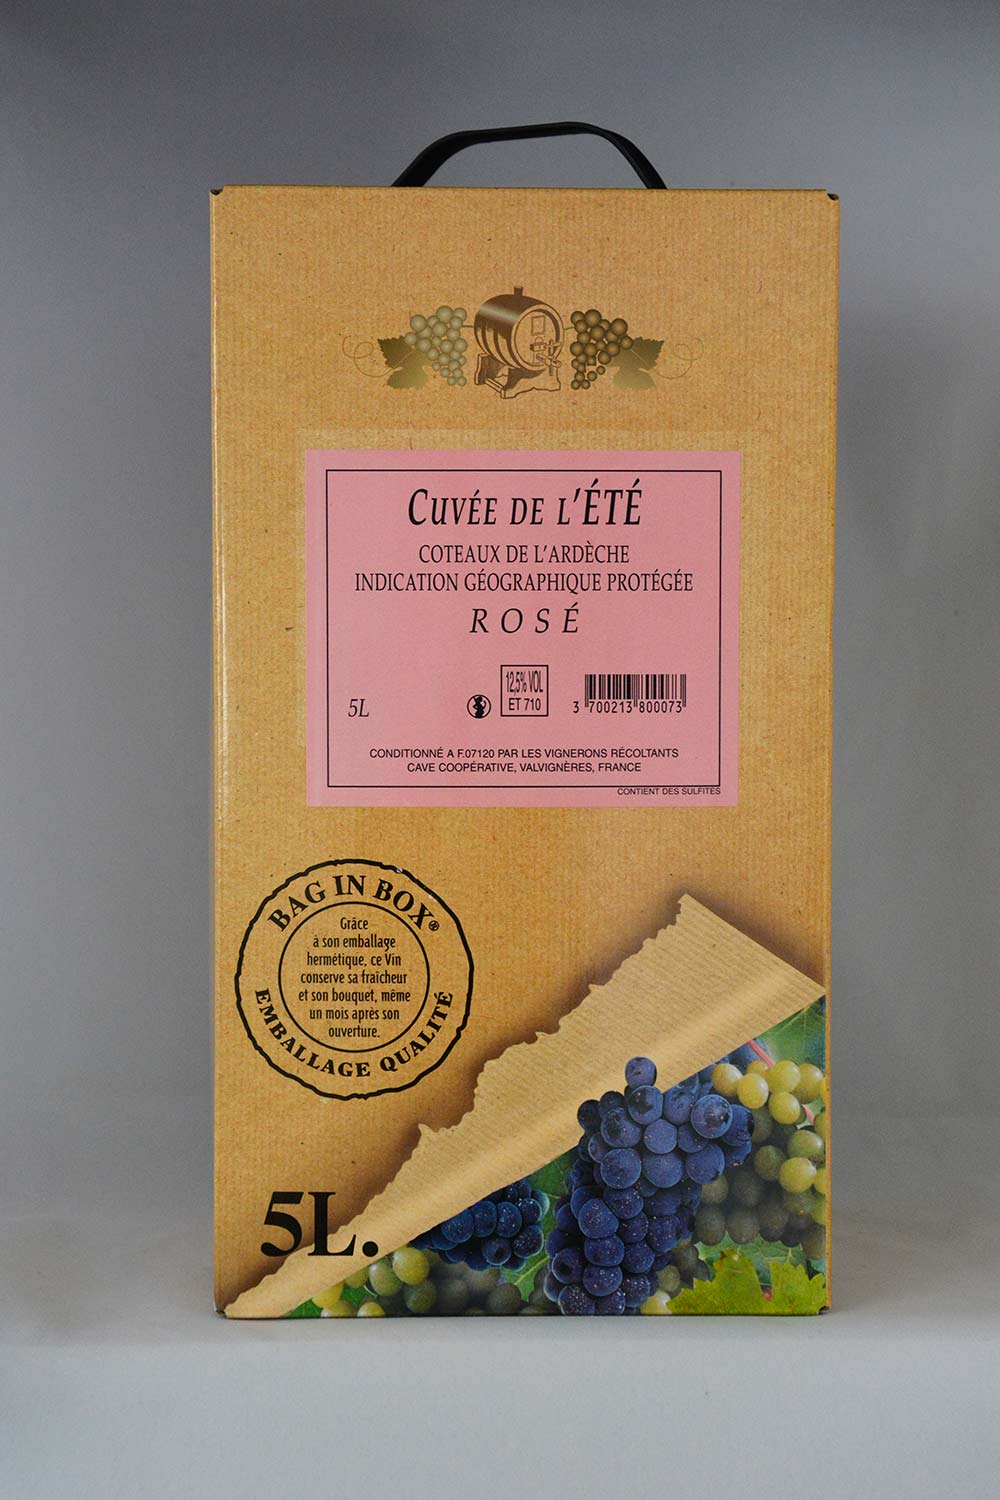 CUVÉE DE L'ÉTÉ
COTEAUX DE L'ARDÈCHE
INDICATION GÉOGRAPHIQUE PROTÉGÉE
ROSÉ
5L
12,5% VOL
ET 710
3 700213 800073
CONDITIONNÉ A F.07120 PAR LES VIGNERONS RÉCOLTANTS
CAVE COOPÉRATIVE, VALVIGNÈRES, FRANCE
CONTIENT DES SULFITES
BAG IN BOX®
Grâce
à son emballage
hermétique, ce Vin
conserve sa fraîcheur
et son bouquet, même
un mois après son
ouverture.
EMBALLAGE QUALITÉ
5L.